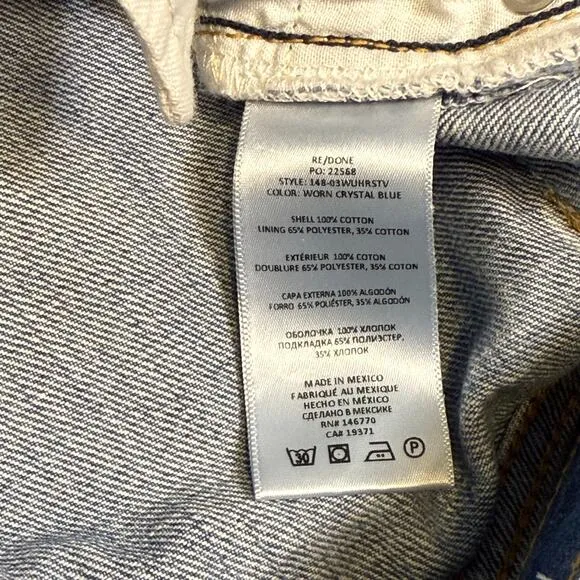 RE/DONE
PO: 22568
STYLE: 148-03WUHRSTV
COLOR: WORN CRYSTAL BLUE
SHELL 100% COTTON
LINING 65% POLYESTER, 35% COTTON
EXTÉRIEUR 100% COTON
DOUBLURE 65% POLYESTER, 35% COTON
CAPA EXTERNA 100% ALGODÓN
FORRO 65% POLIÉSTER, 35% ALGODÓN
ОБОЛОЧКА 100% ХЛОПОК
ПОДКЛАДКА 65% ПОЛИЭСТЕР,
35% ХЛОПОК
MADE IN MEXICO
FABRIQUÉ AU MEXIQUE
HECHO EN MÉXICO
СДЕЛАНО В МЕКСИКЕ
RN# 146770
CA# 19371
30 P